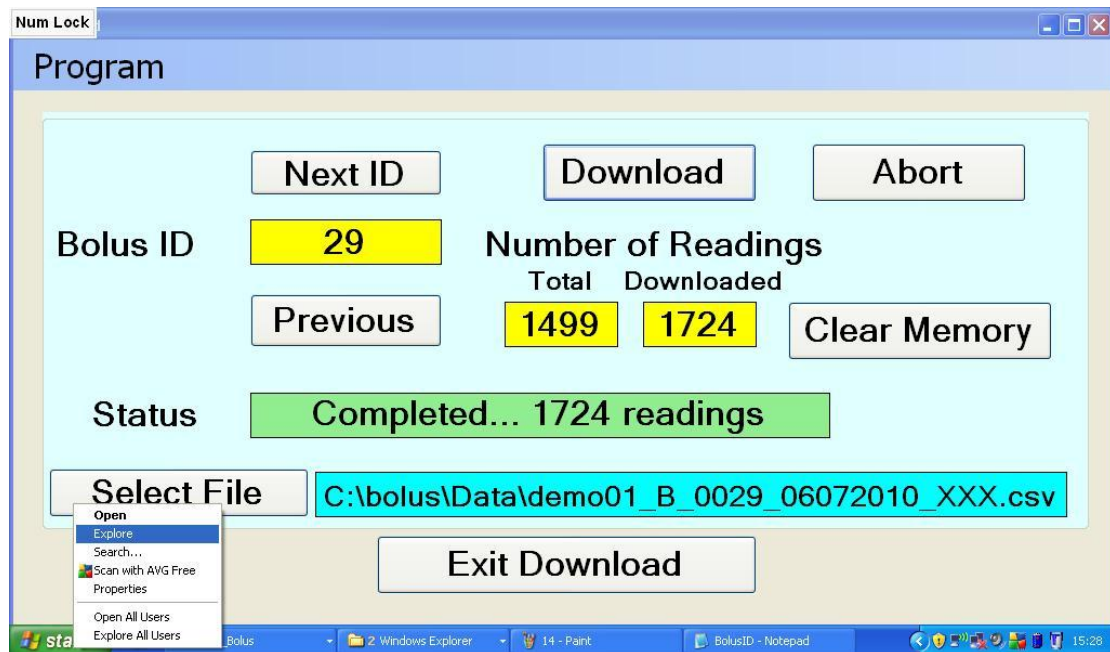 Num Lock
Program
Next ID
Download
Abort
Bolus ID
29
Number of Readings
Total Downloaded
Previous
1499
1724
Clear Memory
Status
Completed... 1724 readings
Select File
C:\bolus\Data\demo01_B_0029_06072010_XXX.csv
Open
Explore
Search...
Scan with AVG Free
Properties
Open All Users
Explore All Users
Exit Download
sta
Bolus
2 Windows Explorer
14 - Paint
BolusID - Notepad
15:28